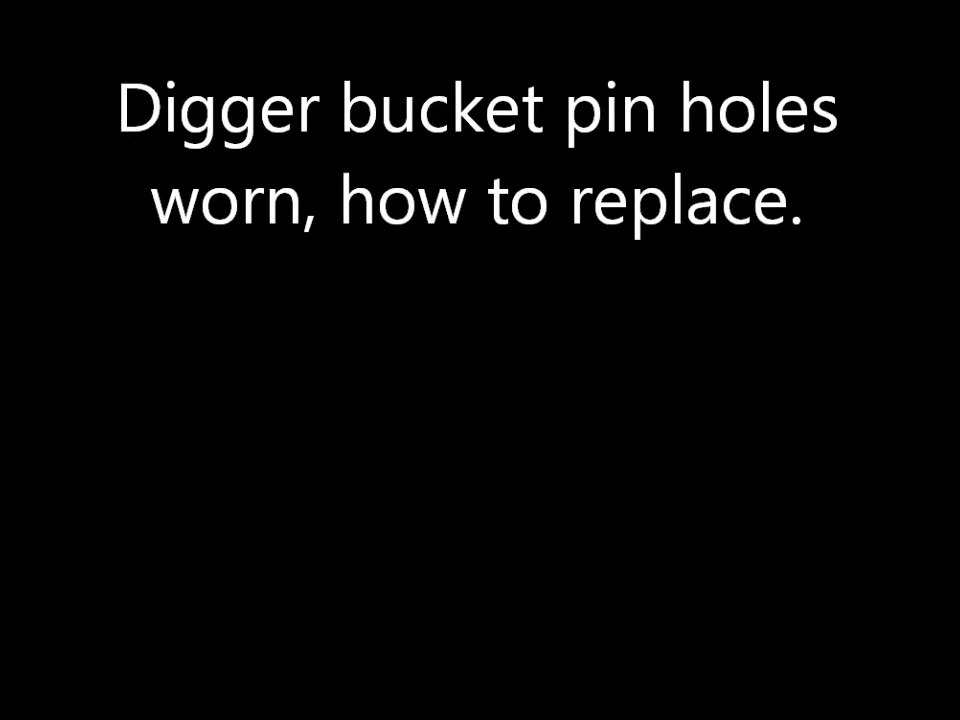 Digger bucket pin holes
worn, how to replace.